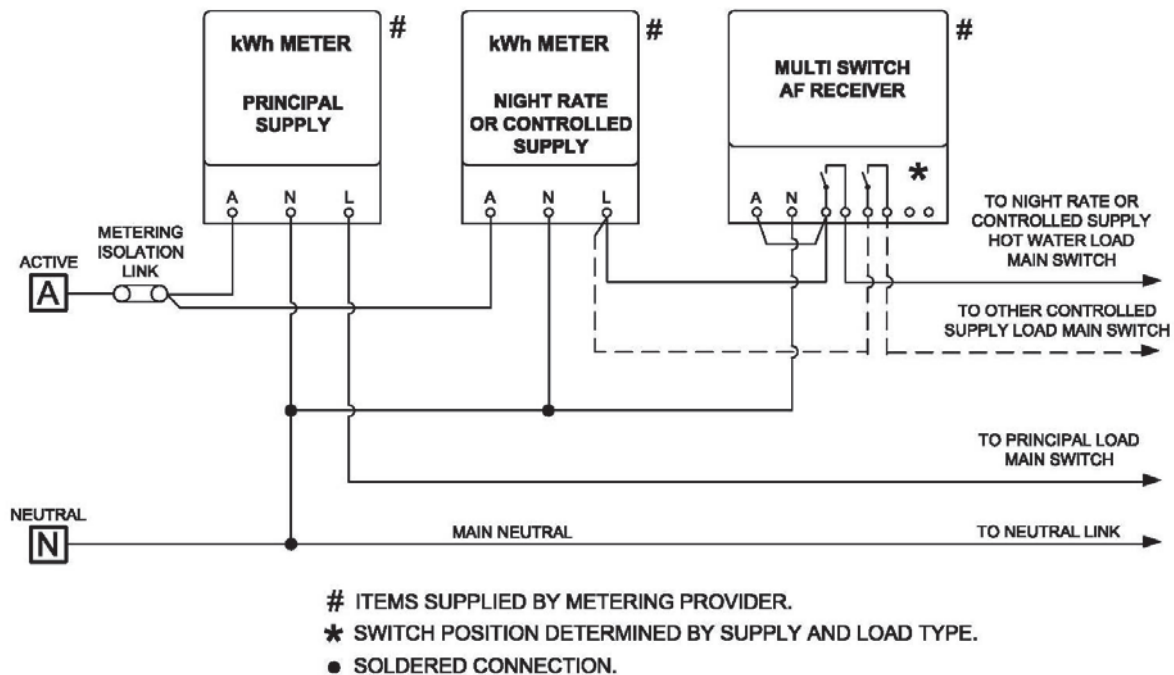 kWh METER
PRINCIPAL
SUPPLY
#
A N L
kWh METER
NIGHT RATE
OR CONTROLLED
SUPPLY
#
A N L
MULTI SWITCH
AF RECEIVER
#
*
A N
METERING
ISOLATION
LINK
ACTIVE
A
TO NIGHT RATE OR
CONTROLLED SUPPLY
HOT WATER LOAD
MAIN SWITCH
TO OTHER CONTROLLED
SUPPLY LOAD MAIN SWITCH
TO PRINCIPAL LOAD
MAIN SWITCH
NEUTRAL
N
MAIN NEUTRAL
TO NEUTRAL LINK
# ITEMS SUPPLIED BY METERING PROVIDER.
* SWITCH POSITION DETERMINED BY SUPPLY AND LOAD TYPE.
● SOLDERED CONNECTION.